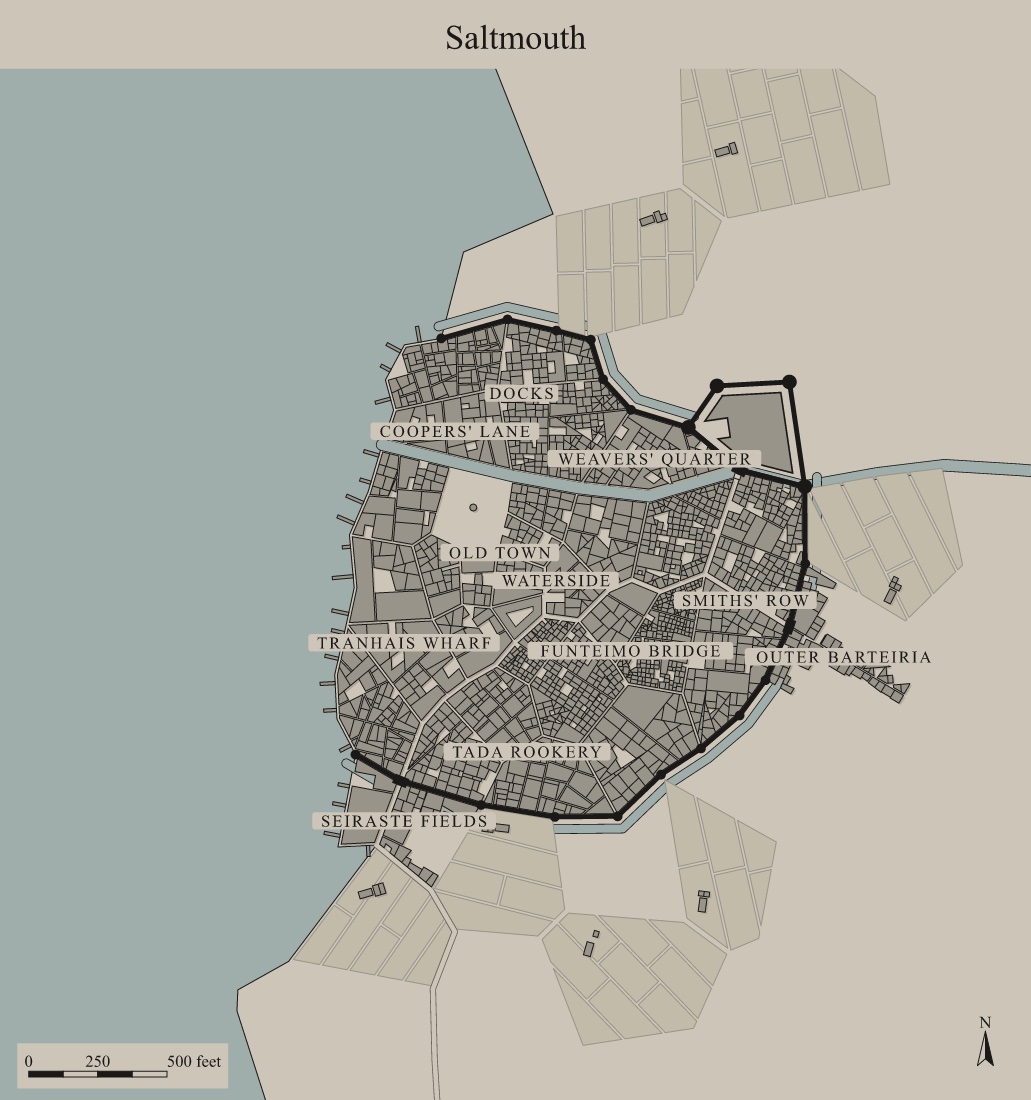 Saltmouth
DOCKS
COOPERS' LANE
WEAVERS' QUARTER
OLD TOWN
WATERSIDE
SMITHS' ROW
TRANHAIS WHARF
FUNTEIMO BRIDGE
OUTER BARTEIRIA
TADA ROOKERY
SEIRASTE FIELDS
N
0 250 500 feet